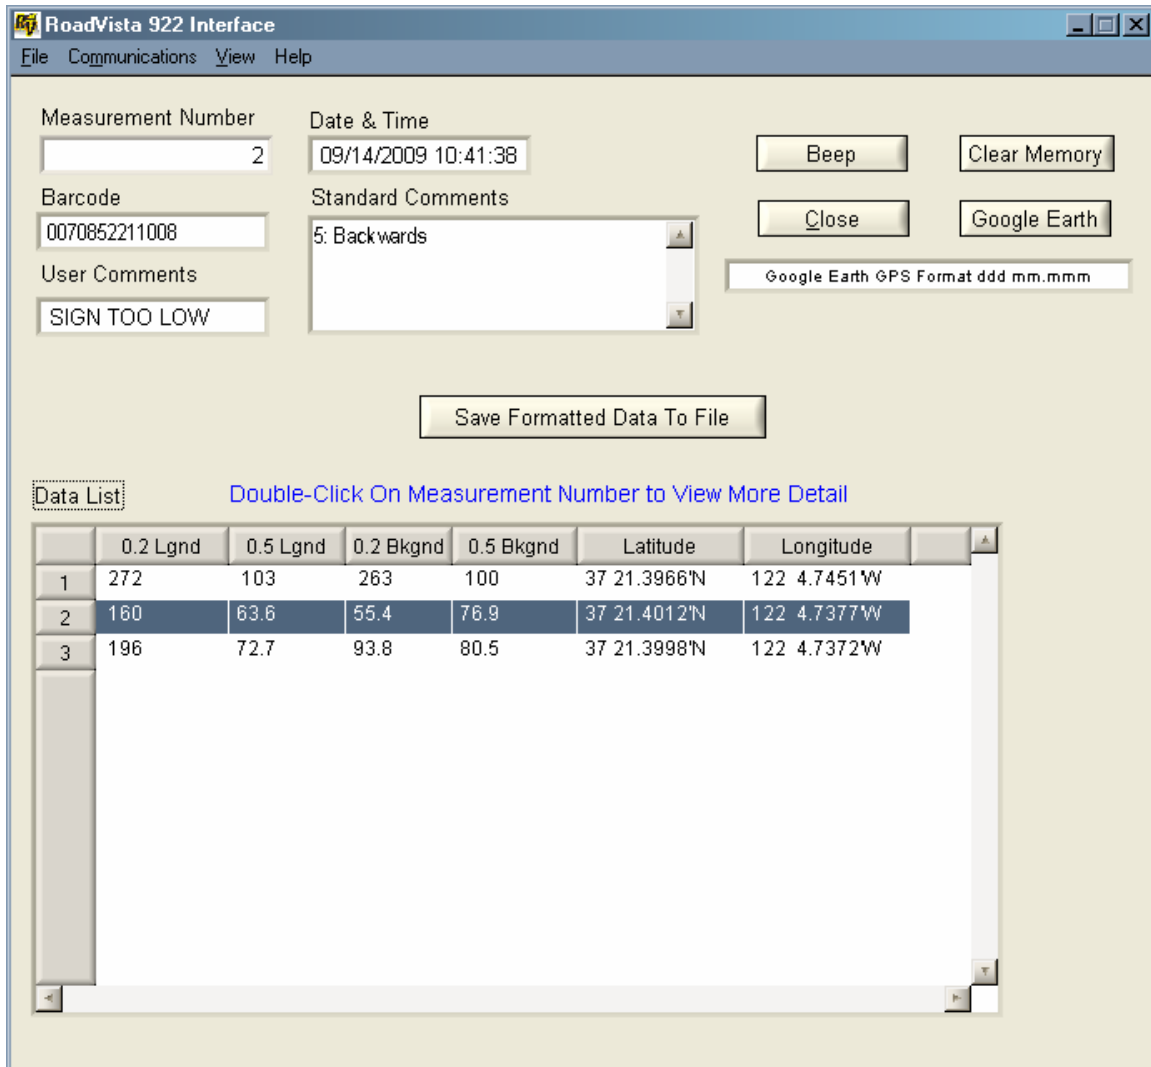 RoadVista 922 Interface
File Communications View Help
Measurement Number
2
Date & Time
09/14/2009 10:41:38
Beep
Clear Memory
Barcode
0070852211008
Standard Comments
5: Backwards
Close
Google Earth
User Comments
SIGN TOO LOW
Google Earth GPS Format ddd mm.mmm
Save Formatted Data To File
Data List
Double-Click On Measurement Number to View More Detail
0.2 Lgnd 0.5 Lgnd 0.2 Bkgnd 0.5 Bkgnd Latitude Longitude
1 272 103 263 100 37 21.3966'N 122 4.7451'W
2 160 63.6 55.4 76.9 37 21.4012'N 122 4.7377'W
3 196 72.7 93.8 80.5 37 21.3998'N 122 4.7372'W